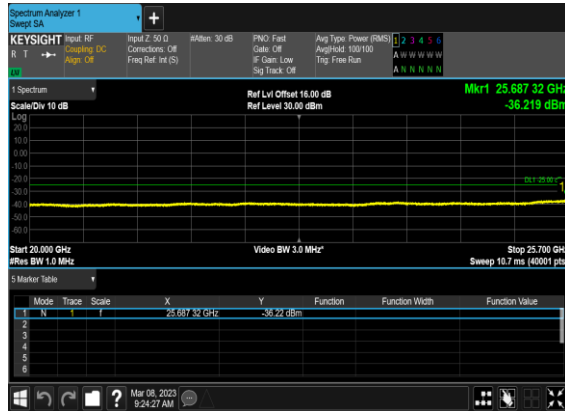 Spectrum Analyzer 1
Swept SA
+
KEYSIGHT Input: RF Input Z: 50 Ω #Atten: 30 dB PNO: Fast Avg Type: Power (RMS) 1 2 3 4 5 6
R T Coupling: DC Corrections: Off Gate: Off Avg|Hold: 100/100 A W W W W W
Align: Off Freq Ref: Int (S) IF Gain: Low Trig: Free Run
Sig Track: Off A N N N N N
1 Spectrum Ref Lvl Offset 16.00 dB Mkr1 25.687 32 GHz
Scale/Div 10 dB Ref Level 30.00 dBm -36.219 dBm
Log
20.0
10.0
0.00
-10.0
-20.0
DL1 -25.00
-30.0
1
-40.0
-50.0
-60.0
Start 20.000 GHz Video BW 3.0 MHz* Stop 25.700 GHz
#Res BW 1.0 MHz Sweep 10.7 ms (40001 pts
5 Marker Table
Mode Trace Scale X Y Function Function Width Function Value
1 N 1 f 25.687 32 GHz -36.22 dBm
2
3
4
5
6
? Mar 08, 2023
9:24:27 AM